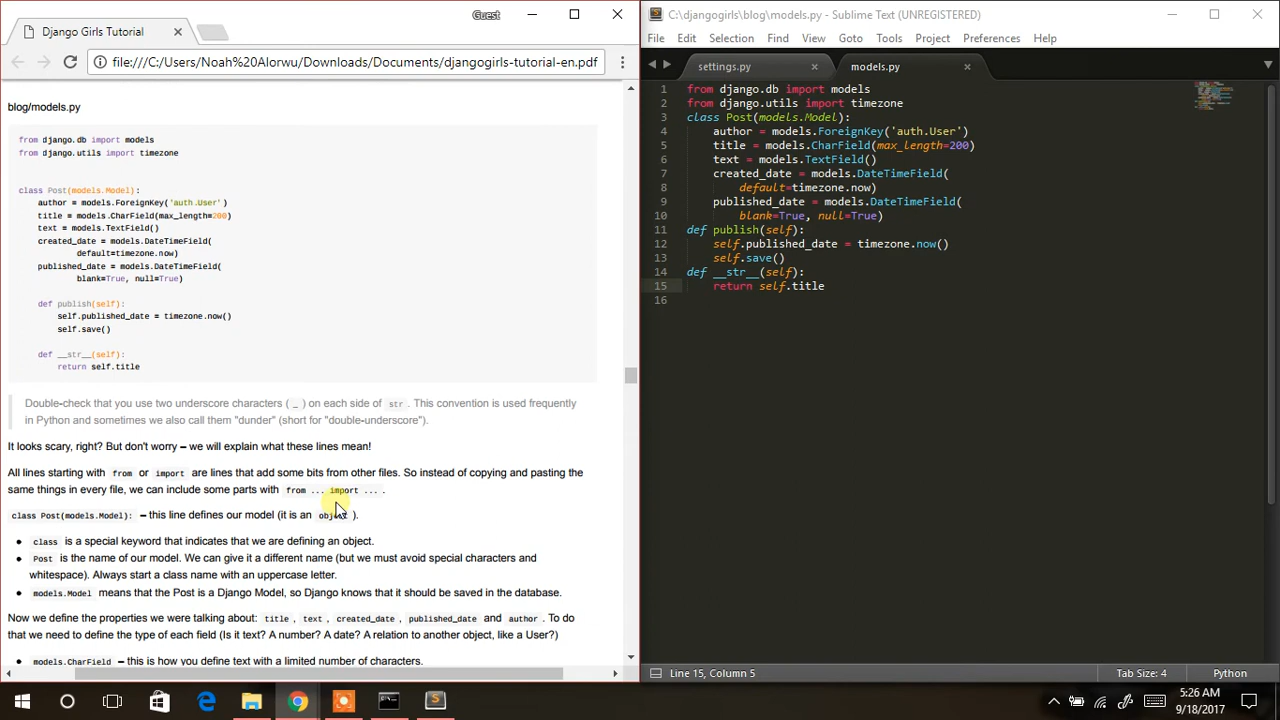 Guest
Django Girls Tutorial
file:///C:/Users/Noah%20Alorwu/Downloads/Documents/djangogirls-tutorial-en.pdf
blog/models.py
from django.db import models
from django.utils import timezone
class Post(models.Model):
author = models.ForeignKey('auth.User')
title = models.CharField(max_length=200)
text = models.TextField()
created_date = models.DateTimeField(
default=timezone.now)
published_date = models.DateTimeField(
blank=True, null=True)
def publish(self):
self.published_date = timezone.now()
self.save()
def __str__(self):
return self.title
Double-check that you use two underscore characters ( _ ) on each side of str . This convention is used frequently
in Python and sometimes we also call them "dunder" (short for "double-underscore").
It looks scary, right? But don't worry – we will explain what these lines mean!
All lines starting with from or import are lines that add some bits from other files. So instead of copying and pasting the
same things in every file, we can include some parts with from ... import ... .
class Post(models.Model): – this line defines our model (it is an object ).
class is a special keyword that indicates that we are defining an object.
Post is the name of our model. We can give it a different name (but we must avoid special characters and
whitespace). Always start a class name with an uppercase letter.
models.Model means that the Post is a Django Model, so Django knows that it should be saved in the database.
Now we define the properties we were talking about: title , text , created_date , published_date and author . To do
that we need to define the type of each field (Is it text? A number? A date? A relation to another object, like a User?)
models.CharField – this is how you define text with a limited number of characters.
C:\djangogirls\blog\models.py - Sublime Text (UNREGISTERED)
File Edit Selection Find View Goto Tools Project Preferences Help
settings.py models.py
1 from django.db import models
2 from django.utils import timezone
3 class Post(models.Model):
4 author = models.ForeignKey('auth.User')
5 title = models.CharField(max_length=200)
6 text = models.TextField()
7 created_date = models.DateTimeField(
8 default=timezone.now)
9 published_date = models.DateTimeField(
10 blank=True, null=True)
11 def publish(self):
12 self.published_date = timezone.now()
13 self.save()
14 def __str__(self):
15 return self.title
16
Line 15, Column 5 Tab Size: 4 Python
5:26 AM
9/18/2017